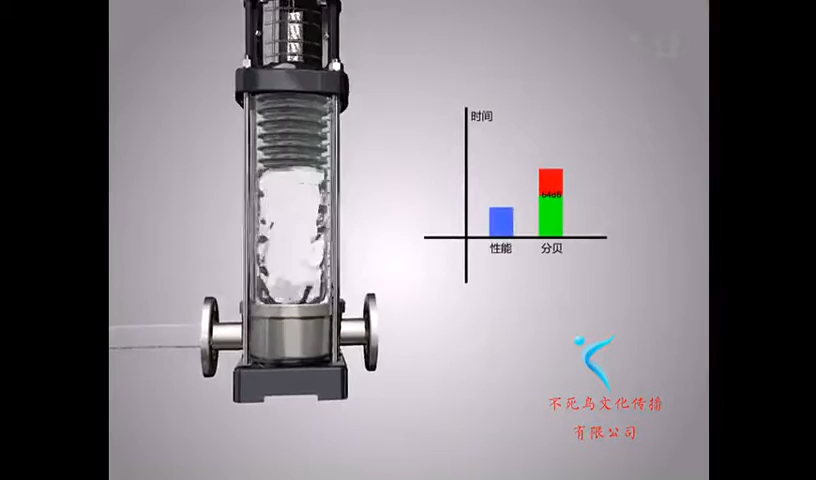 时间
64dB
性能
分贝
不死鸟文化传播
有限公司